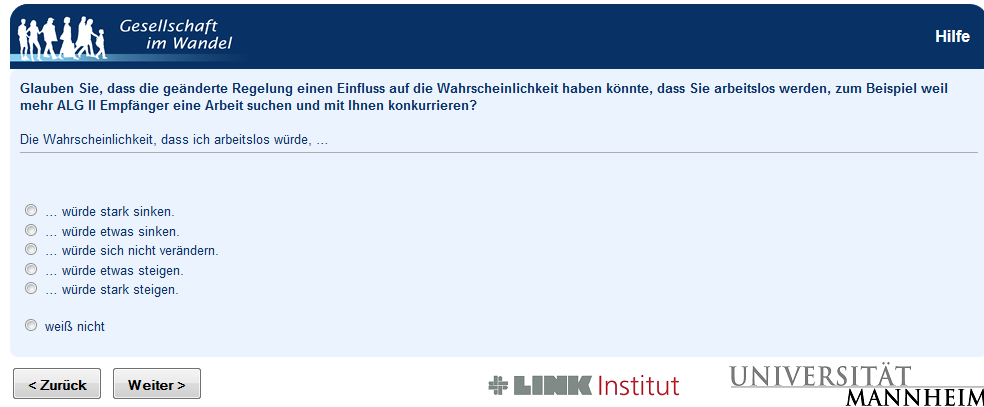 Gesellschaft
im Wandel
Hilfe
Glauben Sie, dass die geänderte Regelung einen Einfluss auf die Wahrscheinlichkeit haben könnte, dass Sie arbeitslos werden, zum Beispiel weil
mehr ALG II Empfänger eine Arbeit suchen und mit Ihnen konkurrieren?
Die Wahrscheinlichkeit, dass ich arbeitslos würde, ...
... würde stark sinken.
... würde etwas sinken.
... würde sich nicht verändern.
... würde etwas steigen.
... würde stark steigen.
weiß nicht
< Zurück
Weiter >
LINK Institut
UNIVERSITÄT
MANNHEIM